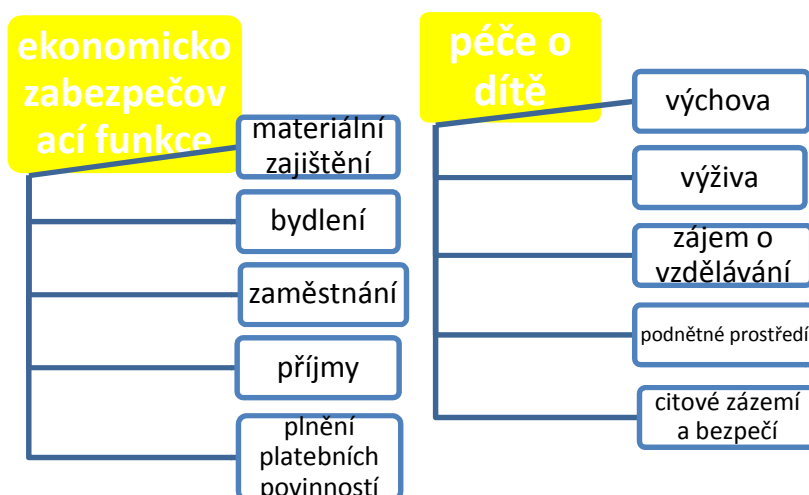 ekonomicko
zabezpečov
ací funkce
materiální
zajištění
bydlení
zaměstnání
příjmy
plnění
platebních
povinností
péče o
dítě
výchova
výživa
zájem o
vzdělávání
podnětné prostředí
citové zázemí
a bezpečí